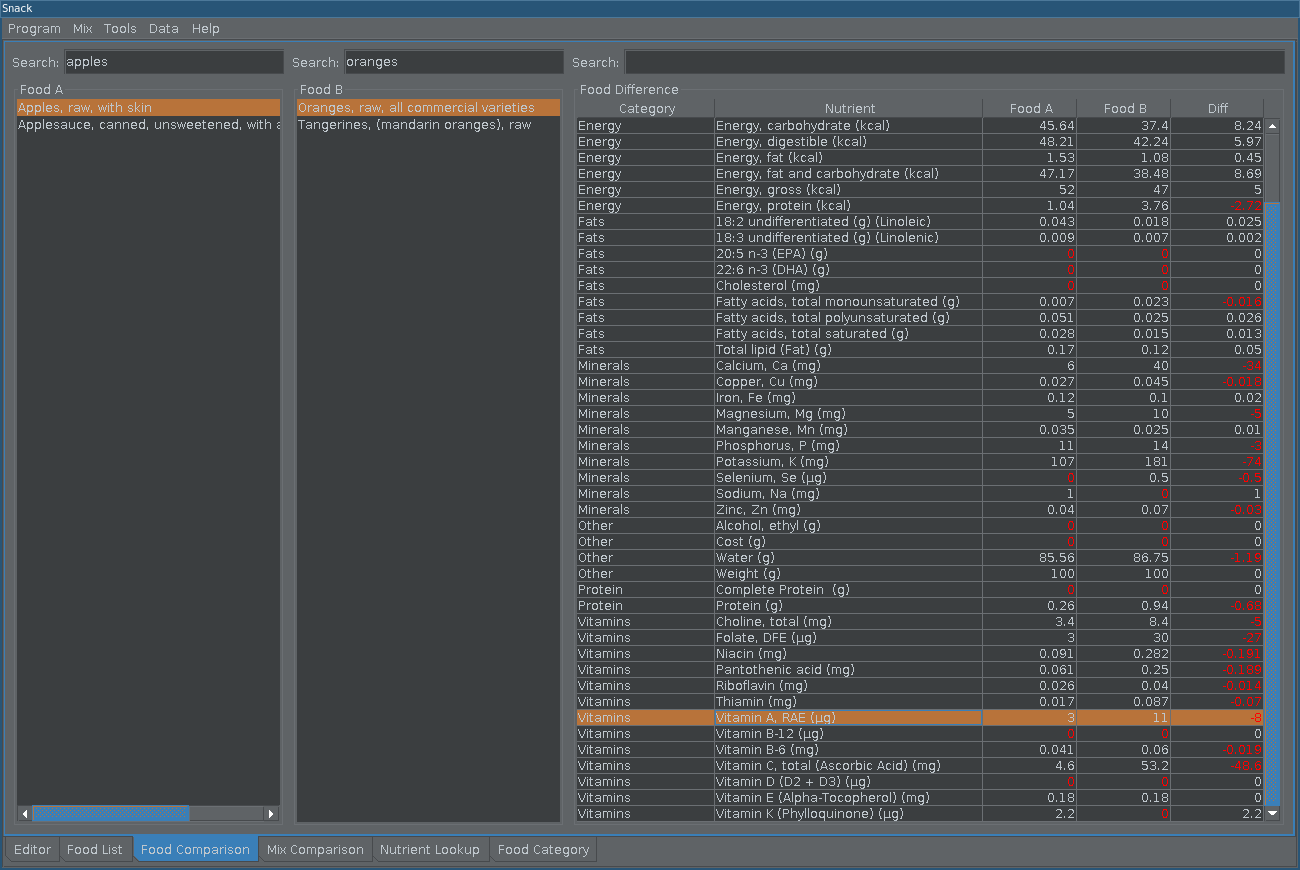 Snack
Program Mix Tools Data Help
Search: apples Search: oranges Search:
Food A Food B Food Difference
Apples, raw, with skin
Applesauce, canned, unsweetened, with a
Oranges, raw, all commercial varieties
Tangerines, (mandarin oranges), raw
Category Nutrient Food A Food B Diff
Energy Energy, carbohydrate (kcal) 45.64 37.4 8.24
Energy Energy, digestible (kcal) 48.21 42.24 5.97
Energy Energy, fat (kcal) 1.53 1.08 0.45
Energy Energy, fat and carbohydrate (kcal) 47.17 38.48 8.69
Energy Energy, gross (kcal) 52 47 5
Energy Energy, protein (kcal) 1.04 3.76 -2.72
Fats 18:2 undifferentiated (g) (Linoleic) 0.043 0.018 0.025
Fats 18:3 undifferentiated (g) (Linolenic) 0.009 0.007 0.002
Fats 20:5 n-3 (EPA) (g) 0 0 0
Fats 22:6 n-3 (DHA) (g) 0 0 0
Fats Cholesterol (mg) 0 0 0
Fats Fatty acids, total monounsaturated (g) 0.007 0.023 -0.016
Fats Fatty acids, total polyunsaturated (g) 0.051 0.025 0.026
Fats Fatty acids, total saturated (g) 0.028 0.015 0.013
Fats Total lipid (Fat) (g) 0.17 0.12 0.05
Minerals Calcium, Ca (mg) 6 40 -34
Minerals Copper, Cu (mg) 0.027 0.045 -0.018
Minerals Iron, Fe (mg) 0.12 0.1 0.02
Minerals Magnesium, Mg (mg) 5 10 -5
Minerals Manganese, Mn (mg) 0.035 0.025 0.01
Minerals Phosphorus, P (mg) 11 14 -3
Minerals Potassium, K (mg) 107 181 -74
Minerals Selenium, Se (µg) 0 0.5 -0.5
Minerals Sodium, Na (mg) 1 0 1
Minerals Zinc, Zn (mg) 0.04 0.07 -0.03
Other Alcohol, ethyl (g) 0 0 0
Other Cost (g) 0 0 0
Other Water (g) 85.56 86.75 -1.19
Other Weight (g) 100 100 0
Protein Complete Protein (g) 0 0 0
Protein Protein (g) 0.26 0.94 -0.68
Vitamins Choline, total (mg) 3.4 8.4 -5
Vitamins Folate, DFE (µg) 3 30 -27
Vitamins Niacin (mg) 0.091 0.282 -0.191
Vitamins Pantothenic acid (mg) 0.061 0.25 -0.189
Vitamins Riboflavin (mg) 0.026 0.04 -0.014
Vitamins Thiamin (mg) 0.017 0.087 -0.07
Vitamins Vitamin A, RAE (µg) 3 11 -8
Vitamins Vitamin B-12 (µg) 0 0 0
Vitamins Vitamin B-6 (mg) 0.041 0.06 -0.019
Vitamins Vitamin C, total (Ascorbic Acid) (mg) 4.6 53.2 -48.6
Vitamins Vitamin D (D2 + D3) (µg) 0 0 0
Vitamins Vitamin E (Alpha-Tocopherol) (mg) 0.18 0.18 0
Vitamins Vitamin K (Phylloquinone) (µg) 2.2 0 2.2
Editor Food List Food Comparison Mix Comparison Nutrient Lookup Food Category